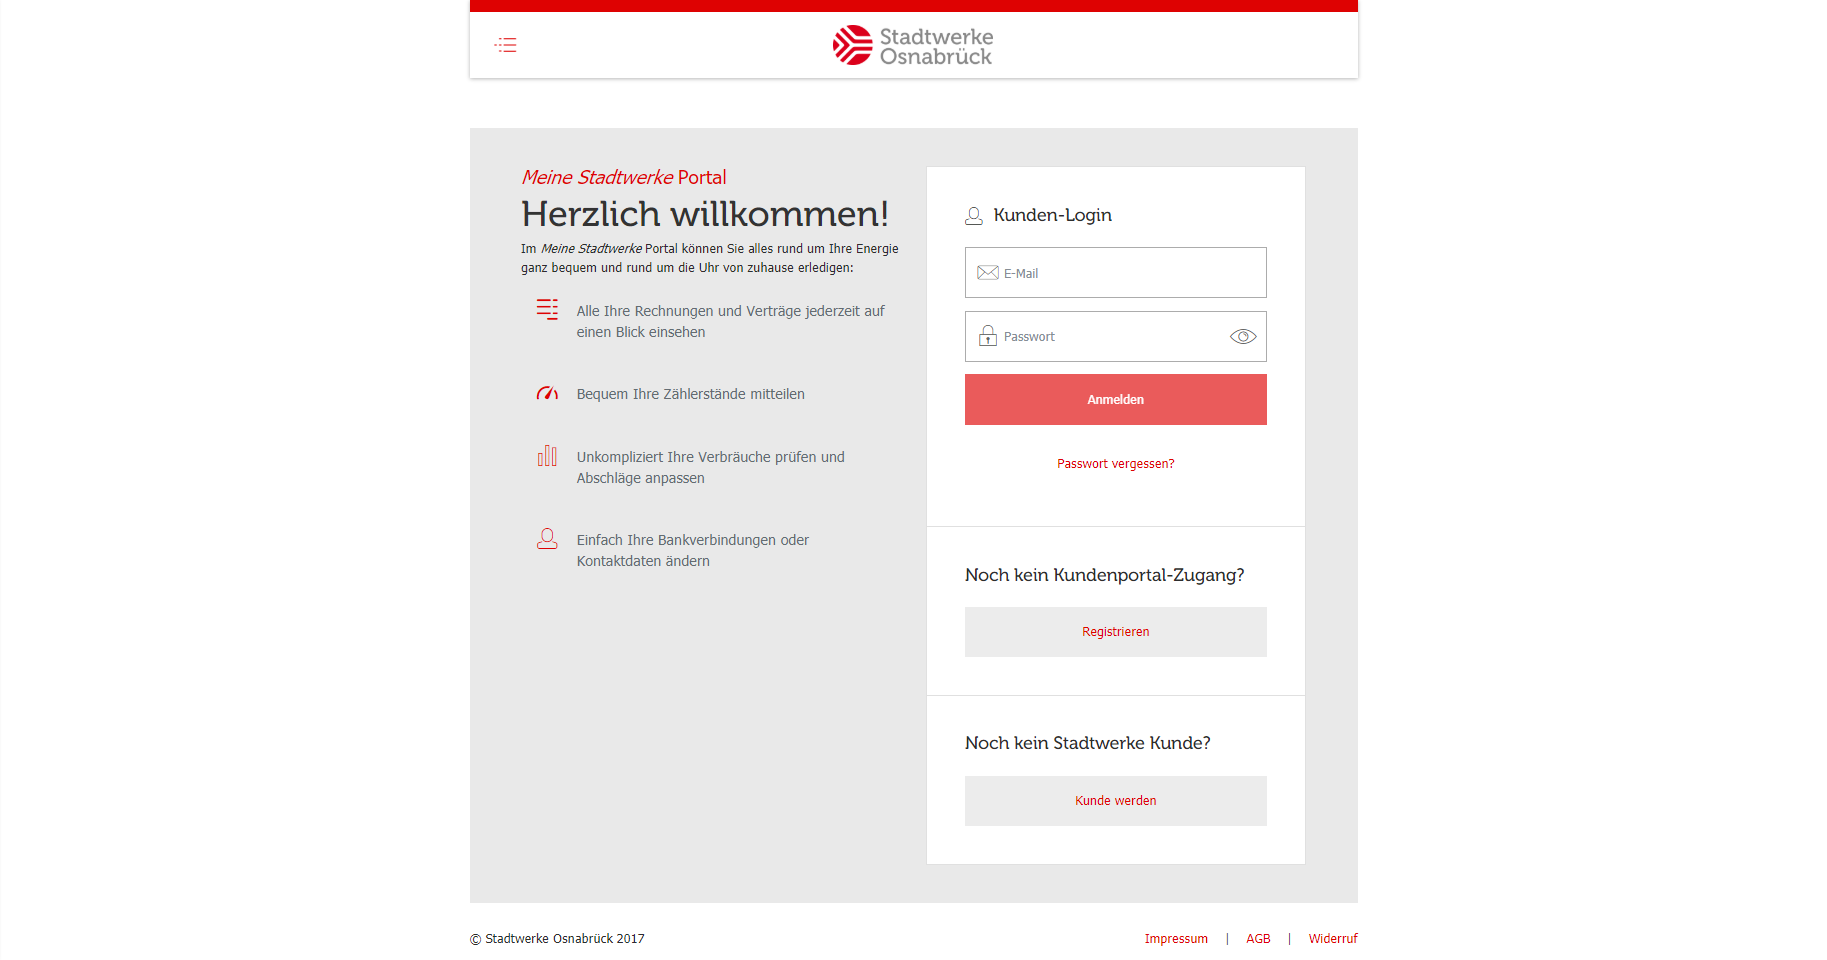 Stadtwerke
Osnabrück
Meine Stadtwerke Portal
Herzlich willkommen!
Im Meine Stadtwerke Portal können Sie alles rund um Ihre Energie
ganz bequem und rund um die Uhr von zuhause erledigen:
Alle Ihre Rechnungen und Verträge jederzeit auf
einen Blick einsehen
Bequem Ihre Zählerstände mitteilen
Unkompliziert Ihre Verbräuche prüfen und
Abschläge anpassen
Einfach Ihre Bankverbindungen oder
Kontaktdaten ändern
Kunden-Login
E-Mail
Passwort
Anmelden
Passwort vergessen?
Noch kein Kundenportal-Zugang?
Registrieren
Noch kein Stadtwerke Kunde?
Kunde werden
© Stadtwerke Osnabrück 2017
Impressum | AGB | Widerruf